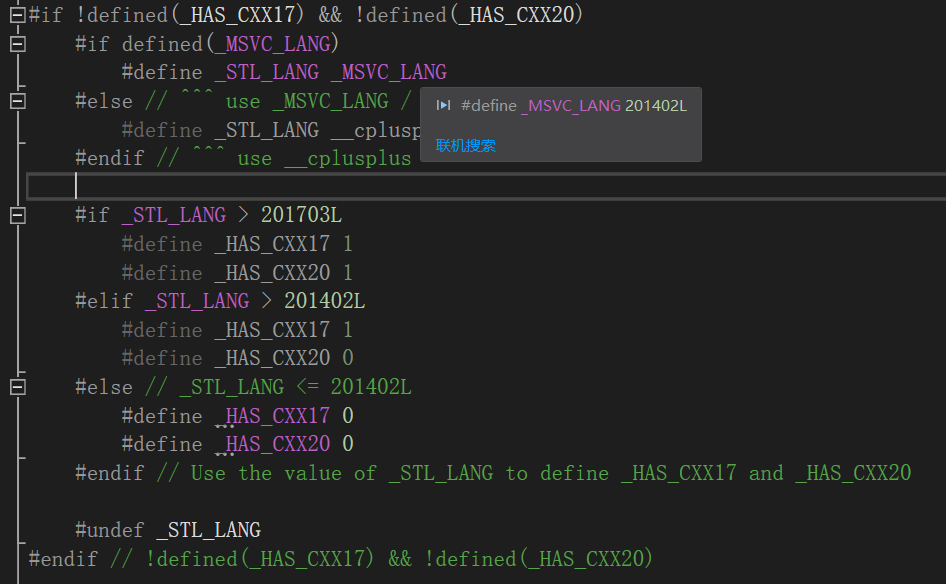 #if !defined(_HAS_CXX17) && !defined(_HAS_CXX20)
#if defined(_MSVC_LANG)
#define _STL_LANG _MSVC_LANG
#else // ^^^ use _MSVC_LANG /
#define _STL_LANG __cplusp
#endif // ^^^ use __cplusplus
#define _MSVC_LANG 201402L
联机搜索
#if _STL_LANG > 201703L
#define _HAS_CXX17 1
#define _HAS_CXX20 1
#elif _STL_LANG > 201402L
#define _HAS_CXX17 1
#define _HAS_CXX20 0
#else // _STL_LANG <= 201402L
#define _HAS_CXX17 0
#define _HAS_CXX20 0
#endif // Use the value of _STL_LANG to define _HAS_CXX17 and _HAS_CXX20
#undef _STL_LANG
#endif // !defined(_HAS_CXX17) && !defined(_HAS_CXX20)